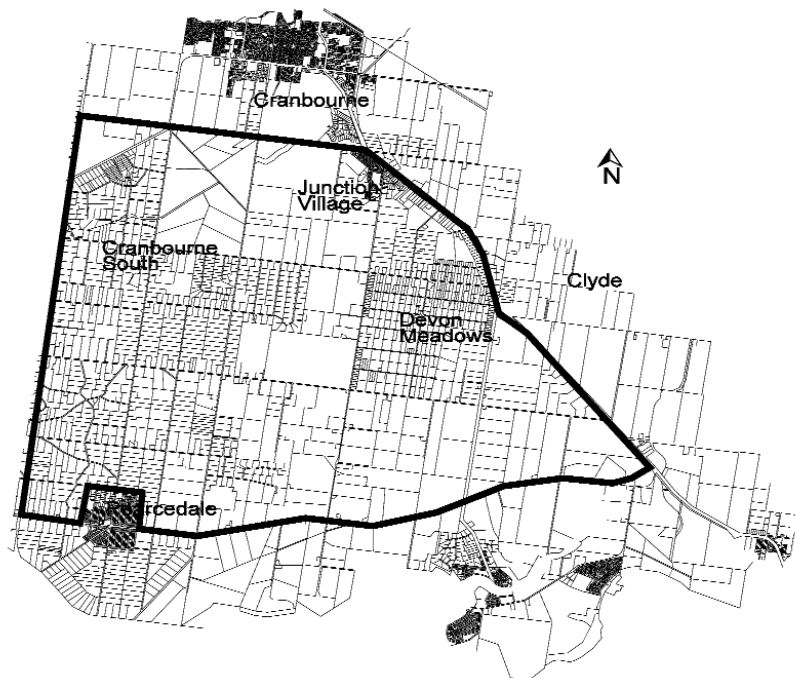 Cranbourne
N
Junction
Village
Cranbourne
South
Clyde
Devon
Meadows
Pearcedale